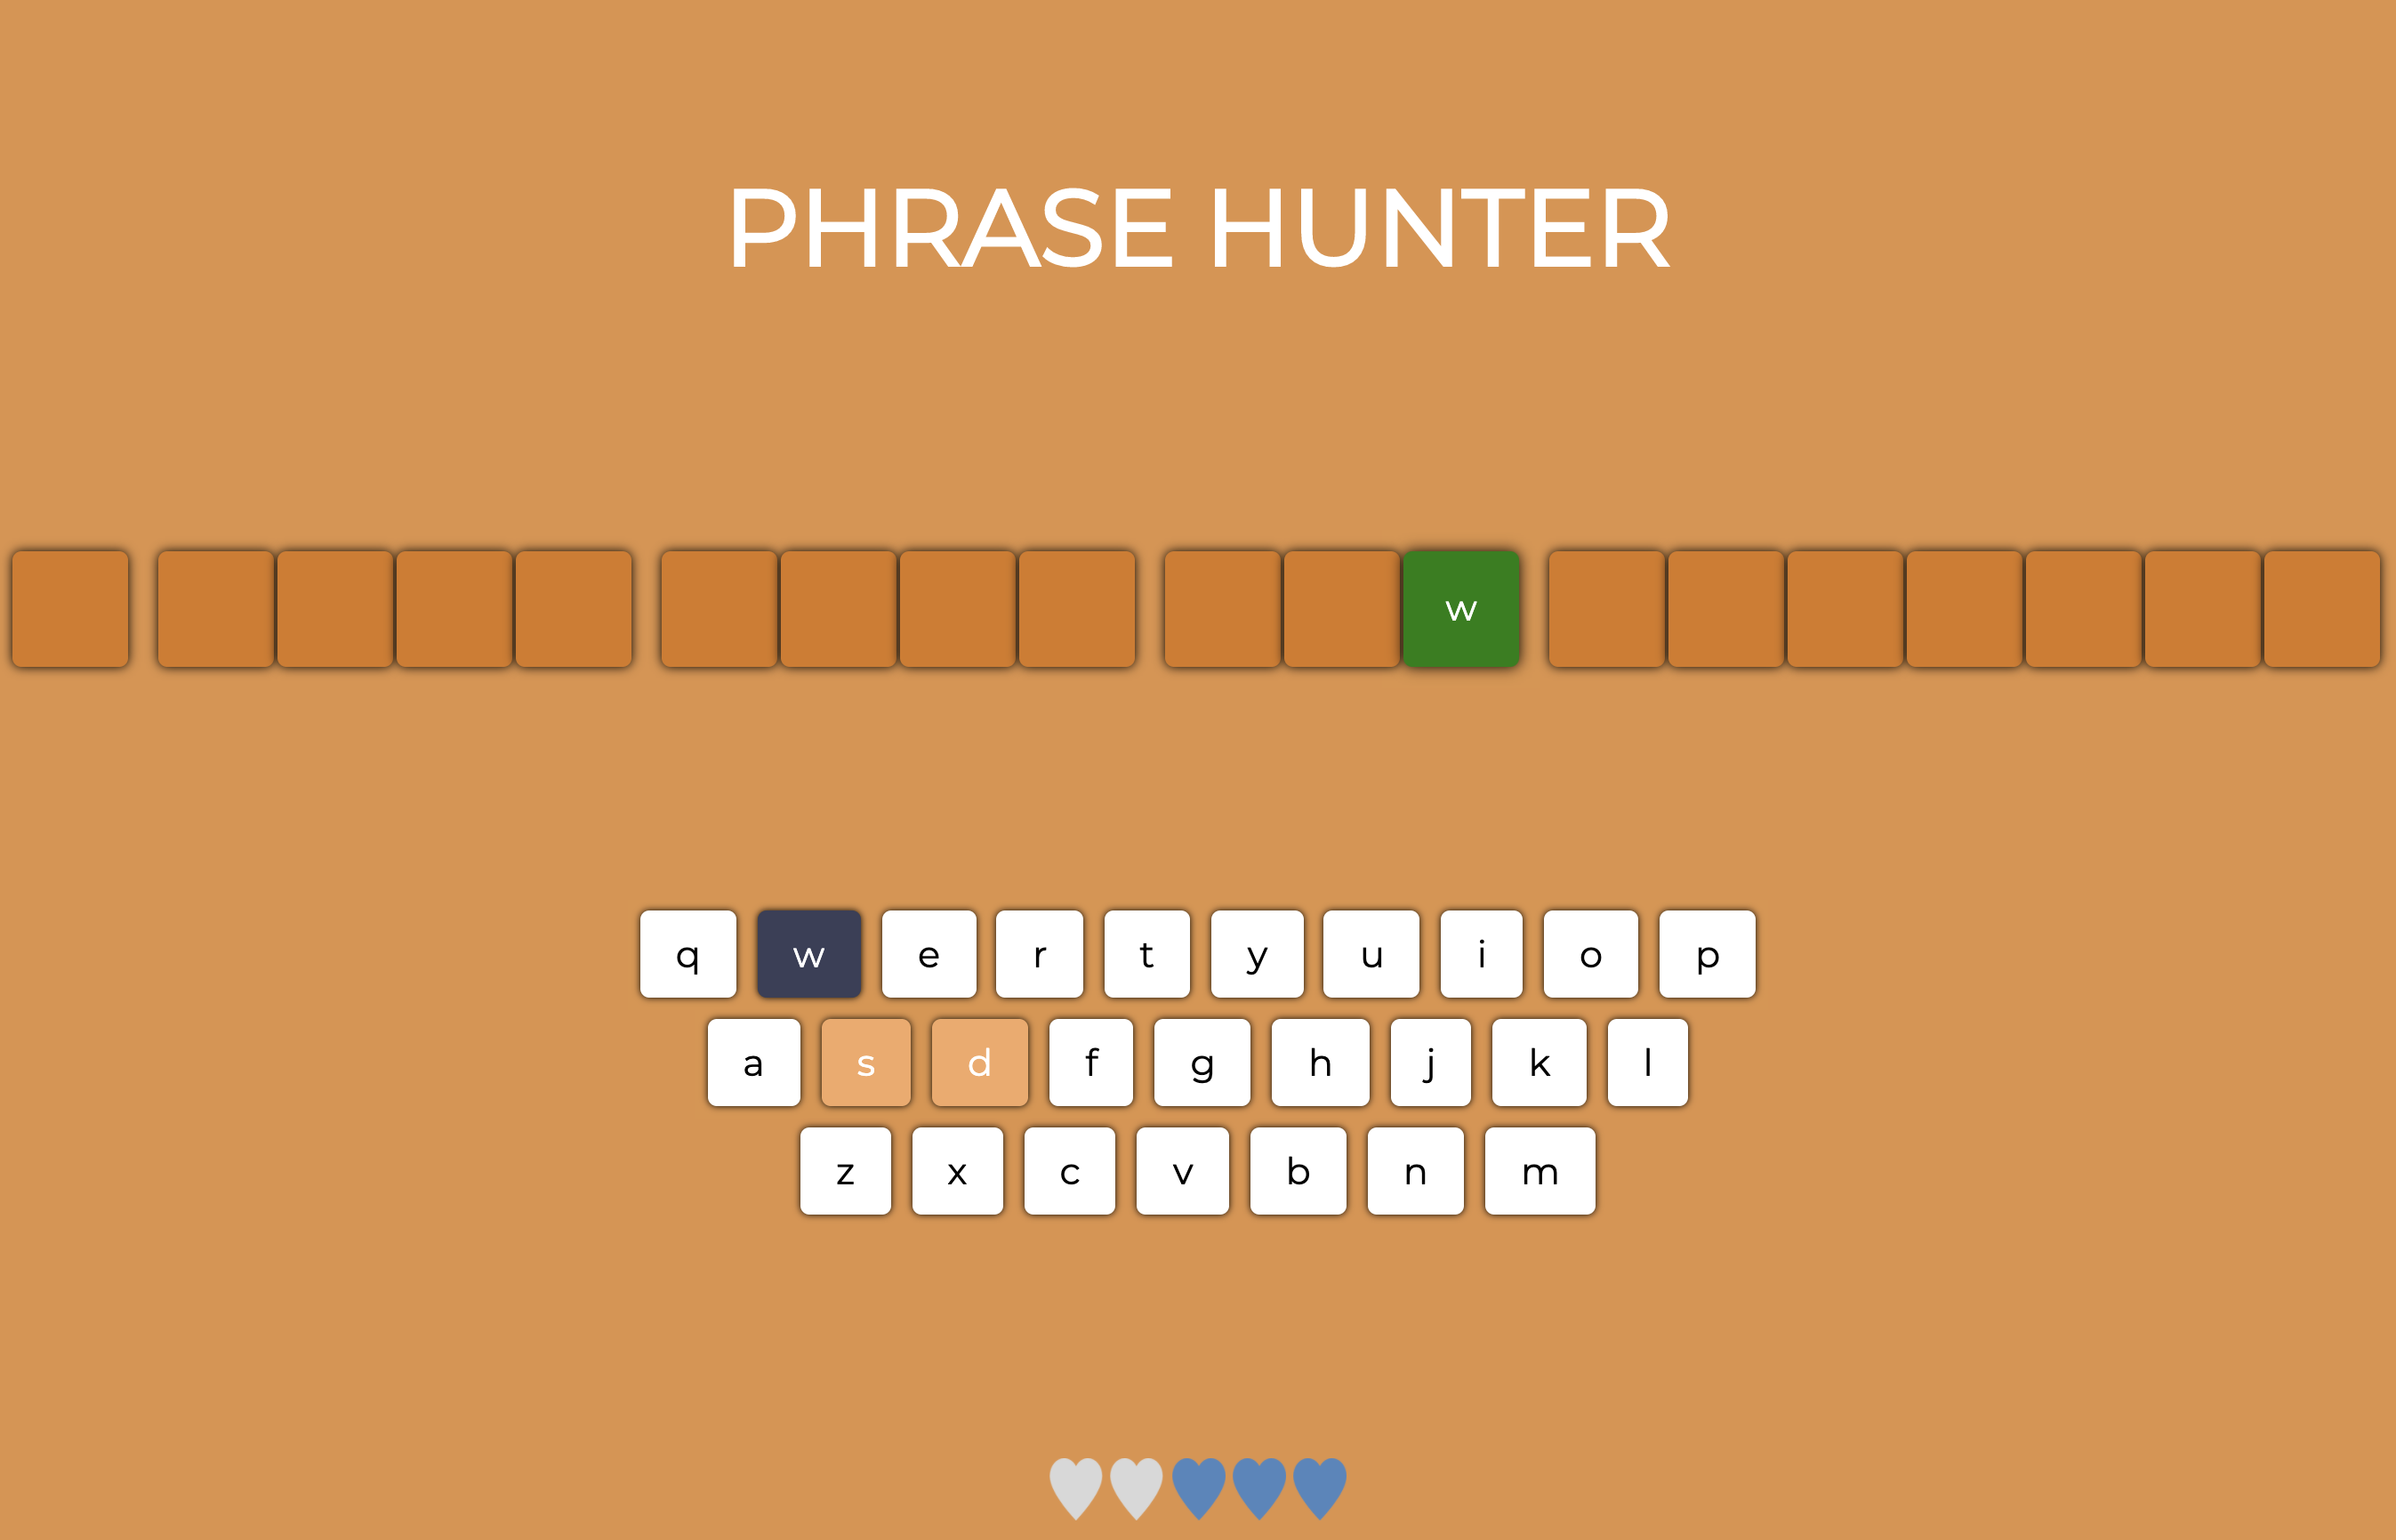 PHRASE HUNTER
w
q w e r t y u i o p
a s d f g h j k l
z x c v b n m